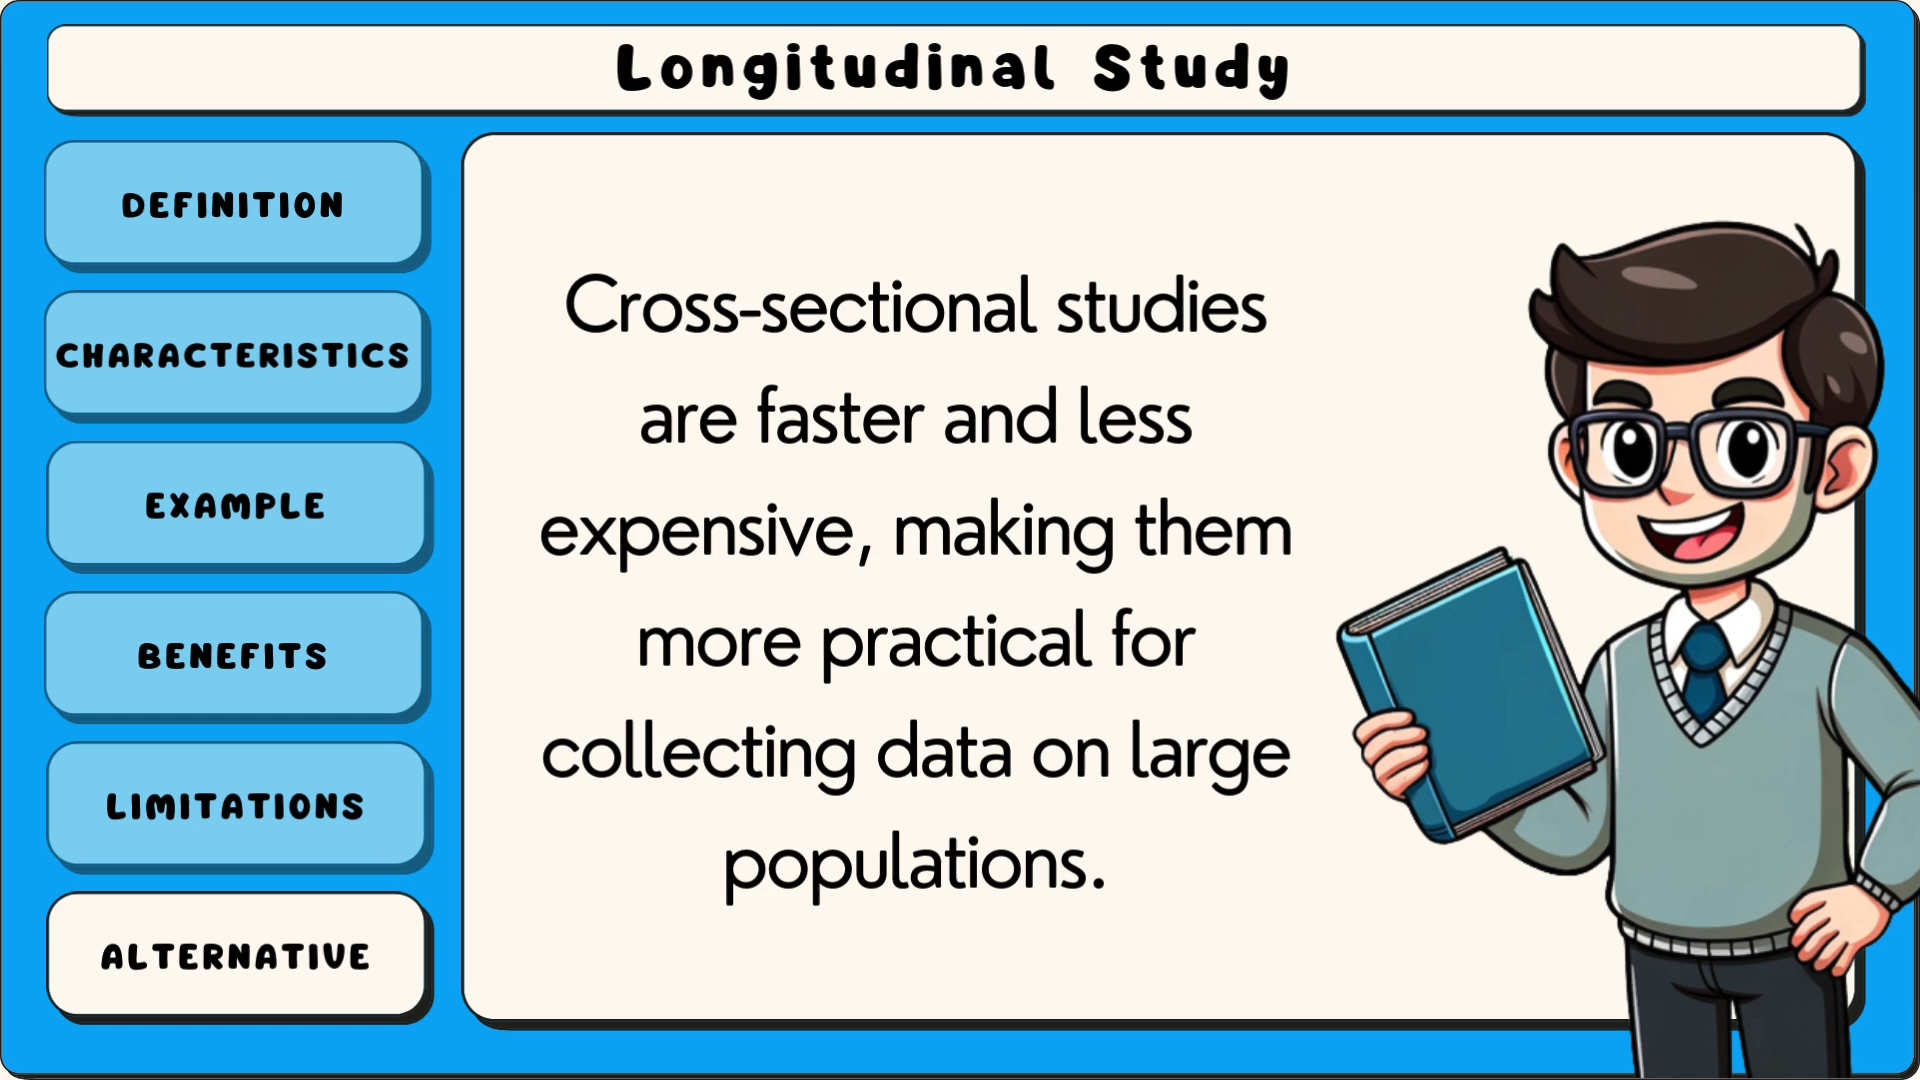 Longitudinal Study
DEFINITION
CHARACTERISTICS
EXAMPLE
BENEFITS
LIMITATIONS
ALTERNATIVE
Cross-sectional studies
are faster and less
expensive, making them
more practical for
collecting data on large
populations.